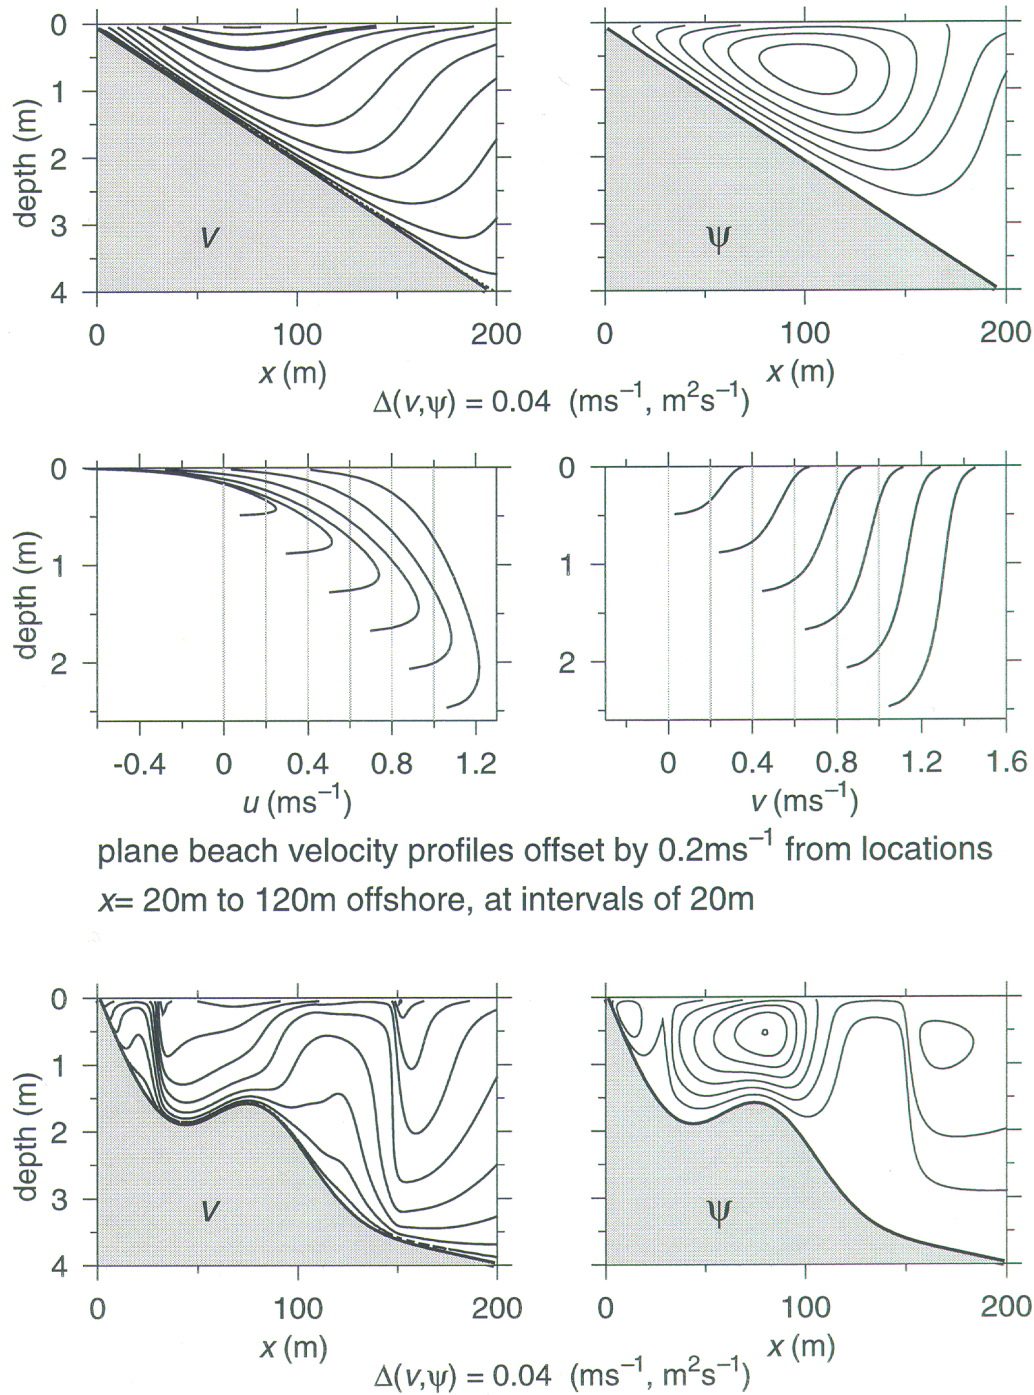 0
1
2
3
4
depth (m)
v
ψ
0 100 200
0 100 200
x (m)
x (m)
Δ(v,ψ) = 0.04 (ms⁻¹, m²s⁻¹)
0
1
2
depth (m)
0
1
2
-0.4 0 0.4 0.8 1.2
0 0.4 0.8 1.2 1.6
u (ms⁻¹)
v (ms⁻¹)
plane beach velocity profiles offset by 0.2ms⁻¹ from locations
x= 20m to 120m offshore, at intervals of 20m
0
1
2
3
4
depth (m)
v
ψ
0 100 200
0 100 200
x (m)
x (m)
Δ(v,ψ) = 0.04 (ms⁻¹, m²s⁻¹)